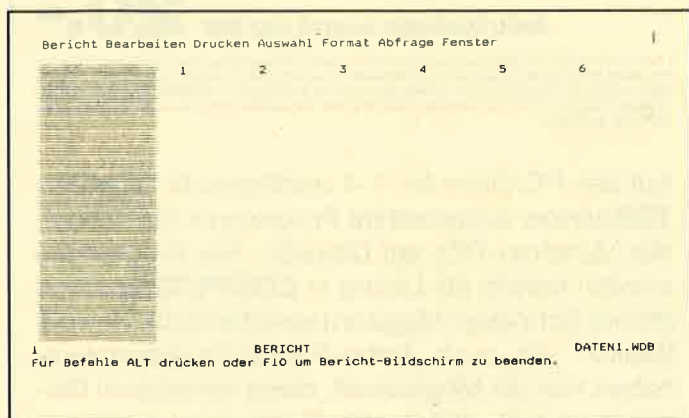 Bericht Bearbeiten Drucken Auswahl Format Abfrage Fenster
1 2 3 4 5 6
1 BERICHT DATEN1.WDB
Für Befehle ALT drücken oder F10 um Bericht-Bildschirm zu beenden.